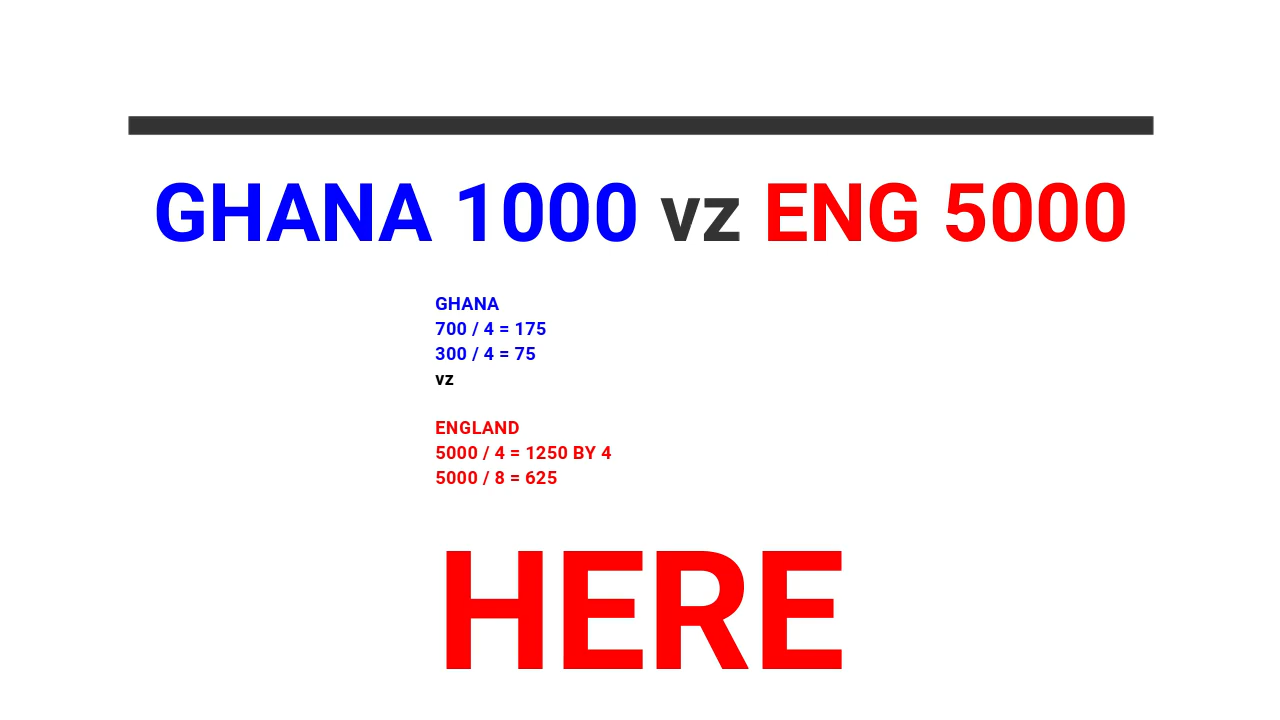 GHANA 1000 vz ENG 5000
GHANA
700 / 4 = 175
300 / 4 = 75
vz
ENGLAND
5000 / 4 = 1250 BY 4
5000 / 8 = 625
HERE